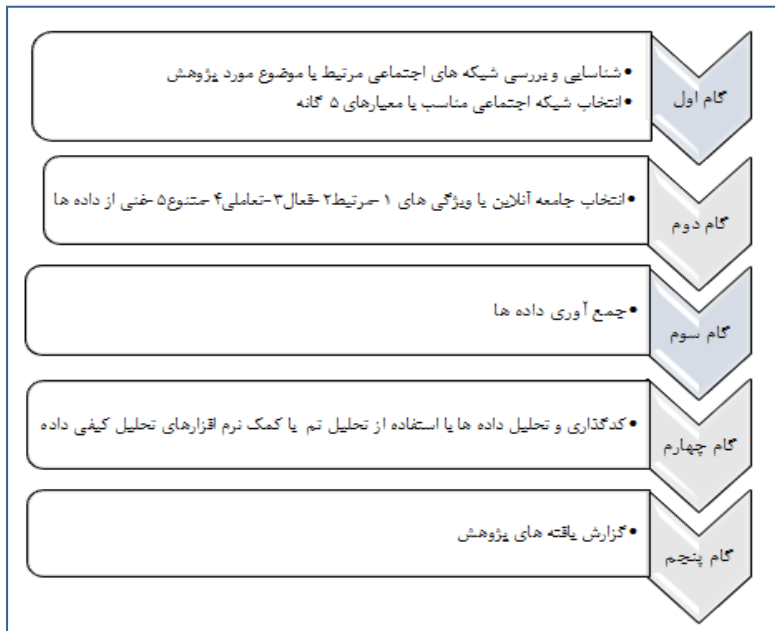 گام اول
•شناسایی و بررسی شبکه های اجتماعی مرتبط با موضوع مورد پژوهش
•انتخاب شبکه اجتماعی مناسب با معیارهای ۵ گانه
گام دوم
•انتخاب جامعه آنلاین با ویژگی های ۱-مرتبط۲-فعال۳-تعاملی۴-متنوع۵-غنی از داده ها
گام سوم
•جمع آوری داده ها
گام چهارم
•کدگذاری و تحلیل داده ها با استفاده از تحلیل تم با کمک نرم افزارهای تحلیل کیفی داده
گام پنجم
•گزارش یافته های پژوهش